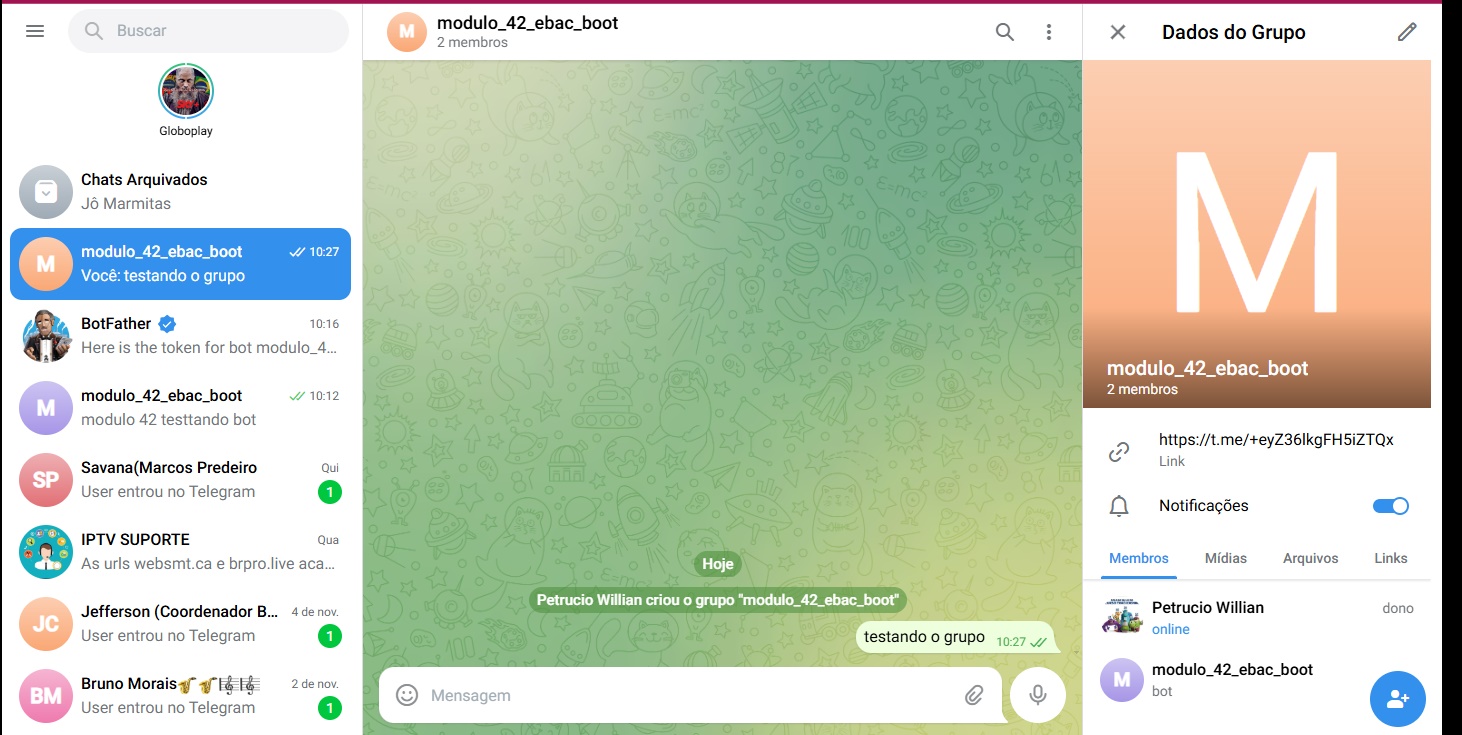 Buscar
Globoplay
Chats Arquivados
Jô Marmitas
M
modulo_42_ebac_boot
10:27
Você: testando o grupo
BotFather
10:16
Here is the token for bot modulo_4...
M
modulo_42_ebac_boot
10:12
modulo 42 testtando bot
SP
Savana(Marcos Predeiro
Qui
User entrou no Telegram
1
IPTV SUPORTE
Qua
As urls websmt.ca e brpro.live aca...
JC
Jefferson (Coordenador B...
4 de nov.
User entrou no Telegram
1
BM
Bruno Morais🎷🎷🎼🎼
2 de nov.
User entrou no Telegram
1
M
modulo_42_ebac_boot
2 membros
Hoje
Petrucio Willian criou o grupo "modulo_42_ebac_boot"
testando o grupo 10:27
Mensagem
Dados do Grupo
M
modulo_42_ebac_boot
2 membros
https://t.me/+eyZ36lkgFH5iZTQx
Link
Notificações
Membros
Mídias
Arquivos
Links
Petrucio Willian
dono
online
M
modulo_42_ebac_boot
bot